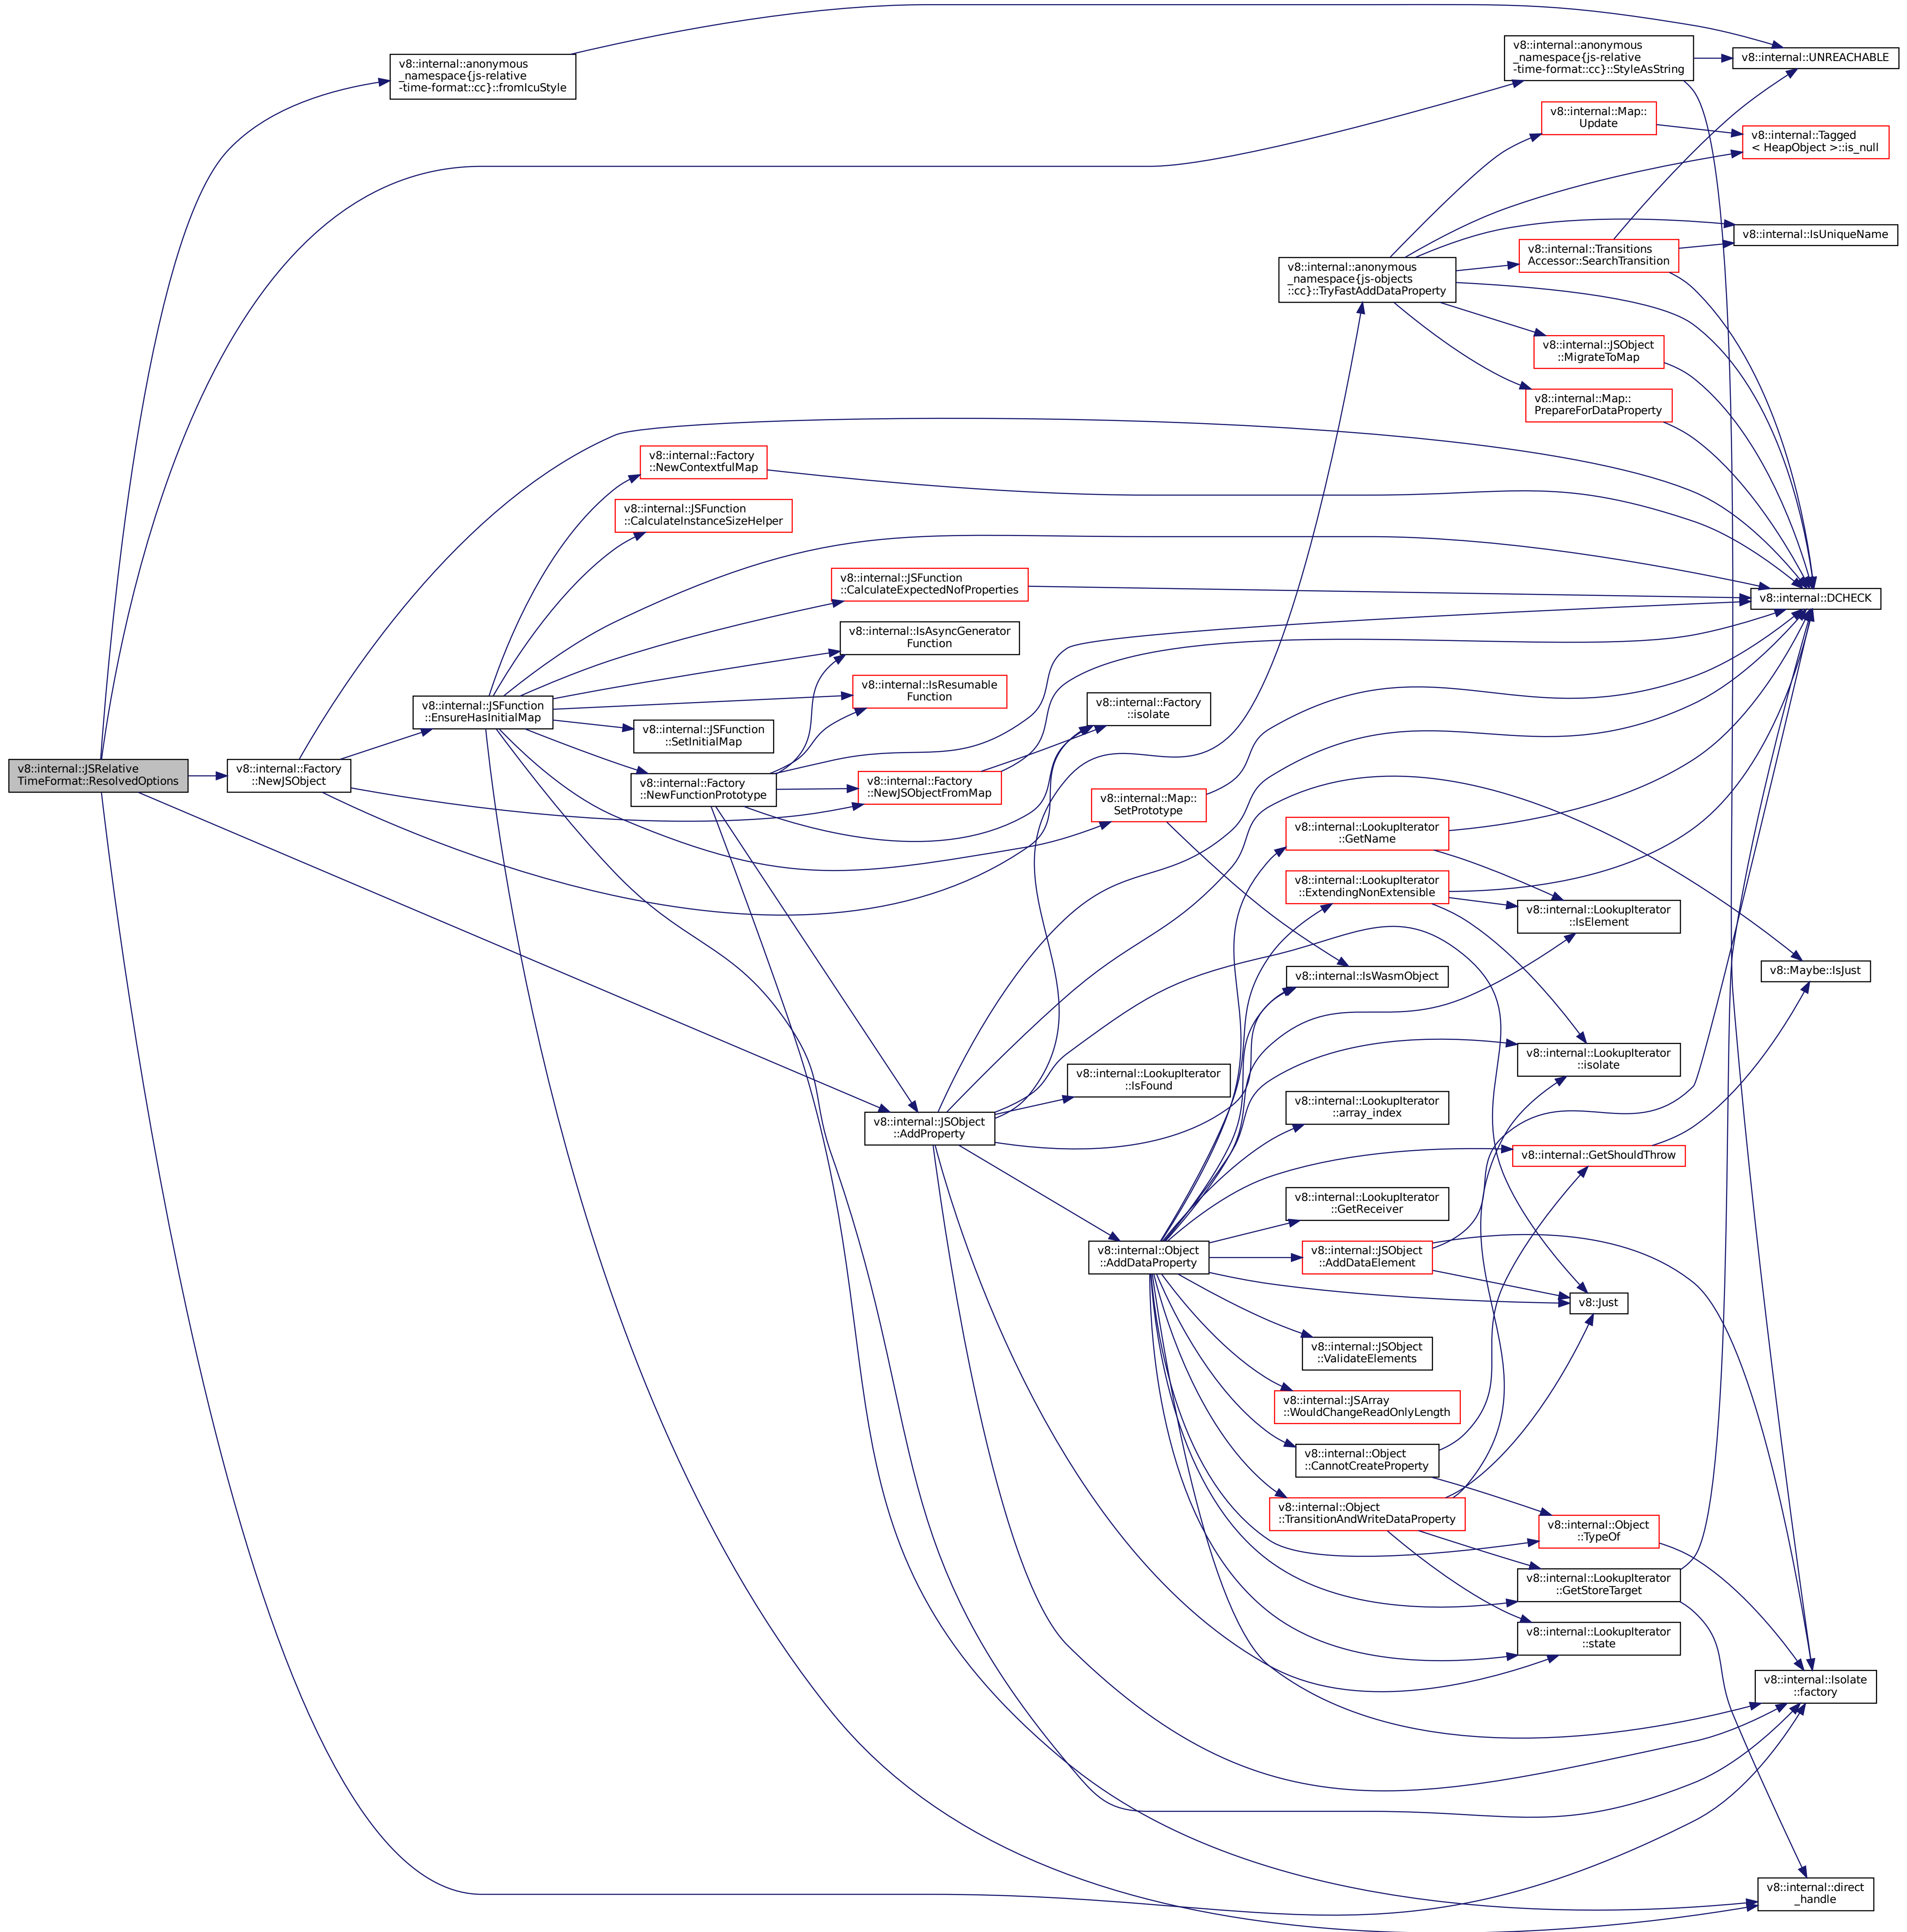 v8::internal::JSRelative
TimeFormat::ResolvedOptions
v8::internal::anonymous
_namespace{js-relative
-time-format::cc}::fromIcuStyle
v8::internal::Factory
::NewJSObject
v8::internal::JSFunction
::EnsureHasInitialMap
v8::internal::Factory
::NewContextfulMap
v8::internal::JSFunction
::CalculateInstanceSizeHelper
v8::internal::JSFunction
::SetInitialMap
v8::internal::Factory
::NewFunctionPrototype
v8::internal::JSFunction
::CalculateExpectedNofProperties
v8::internal::IsAsyncGenerator
Function
v8::internal::IsResumable
Function
v8::internal::Factory
::NewJSObjectFromMap
v8::internal::JSObject
::AddProperty
v8::internal::Factory
::isolate
v8::internal::Map::
SetPrototype
v8::internal::LookupIterator
::IsFound
v8::internal::Object
::AddDataProperty
v8::internal::anonymous
_namespace{js-objects
::cc}::TryFastAddDataProperty
v8::internal::LookupIterator
::GetName
v8::internal::LookupIterator
::ExtendingNonExtensible
v8::internal::IsWasmObject
v8::internal::LookupIterator
::array_index
v8::internal::LookupIterator
::GetReceiver
v8::internal::JSObject
::AddDataElement
v8::internal::JSObject
::ValidateElements
v8::internal::JSArray
::WouldChangeReadOnlyLength
v8::internal::Object
::CannotCreateProperty
v8::internal::Object
::TransitionAndWriteDataProperty
v8::internal::anonymous
_namespace{js-relative
-time-format::cc}::StyleAsString
v8::internal::Map::
Update
v8::internal::Transitions
Accessor::SearchTransition
v8::internal::JSObject
::MigrateToMap
v8::internal::Map::
PrepareForDataProperty
v8::internal::LookupIterator
::IsElement
v8::internal::LookupIterator
::isolate
v8::internal::GetShouldThrow
v8::Just
v8::internal::Object
::TypeOf
v8::internal::LookupIterator
::GetStoreTarget
v8::internal::LookupIterator
::state
v8::internal::UNREACHABLE
v8::internal::Tagged
< HeapObject >::is_null
v8::internal::IsUniqueName
v8::internal::DCHECK
v8::Maybe::IsJust
v8::internal::Isolate
::factory
v8::internal::direct
_handle